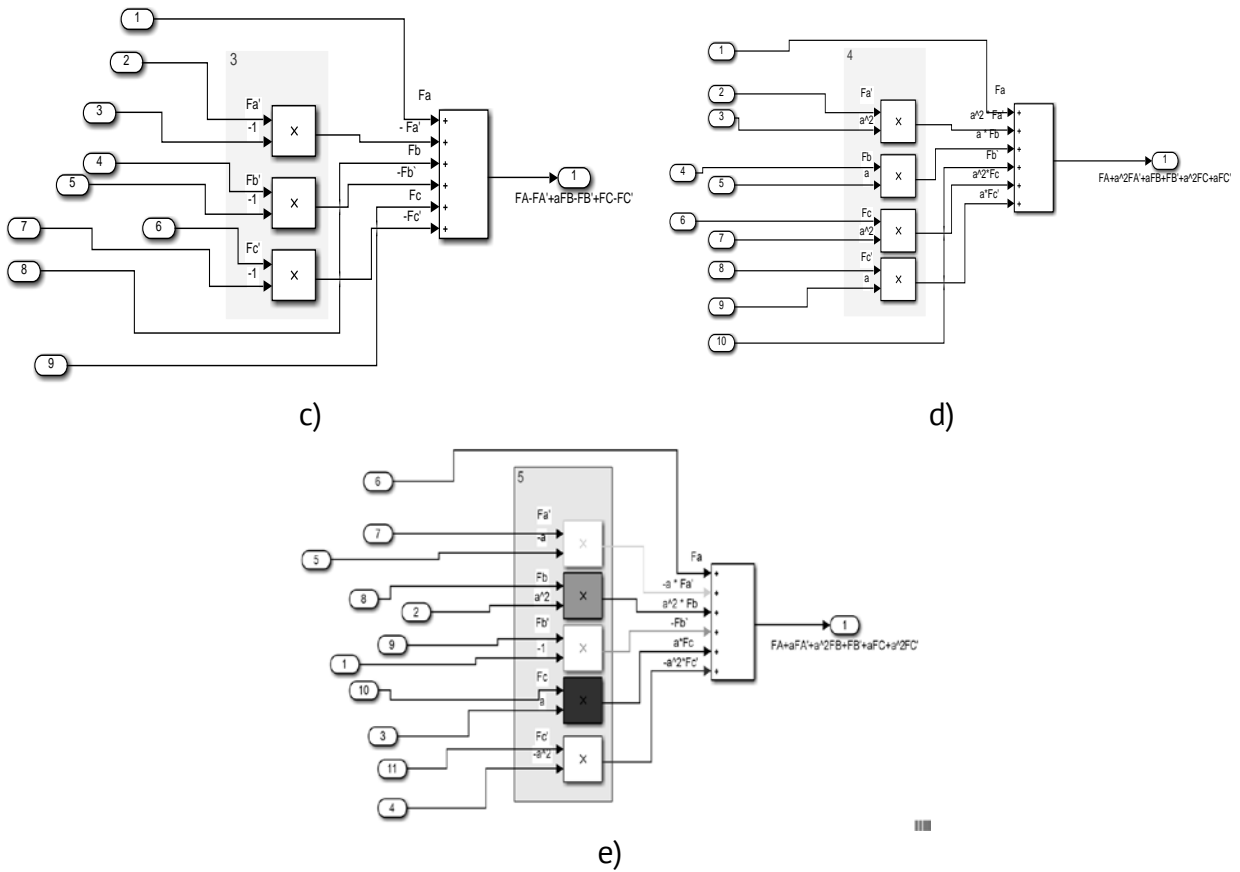 1
2
3
3
4
5
6
7
8
9
Fa'
-1
Fb'
-1
Fc'
-1
x
x
x
Fa
- Fa'
Fb
-Fb`
Fc
-Fc'
+
+
+
+
+
+
1
FA-FA'+aFB-FB'+FC-FC'
c)
1
2
3
4
4
5
6
7
8
9
10
Fa'
a^2
Fb
a
Fc
a^2
Fc'
a
x
x
x
x
Fa
a^2 * Fa'
a * Fb
Fb`
a^2*Fc
a*Fc'
+
+
+
+
+
+
1
FA+a^2FA'+aFB+FB'+a^2FC+aFC'
d)
6
5
7
5
8
2
9
1
10
3
11
4
Fa'
-a
Fb
a^2
Fb'
-1
Fc
a
Fc'
-a^2
x
x
x
x
x
Fa
-a * Fa'
a^2 * Fb
-Fb`
a*Fc
-a^2*Fc'
+
+
+
+
+
+
1
FA+aFA'+a^2FB+FB'+aFC+a^2FC'
e)